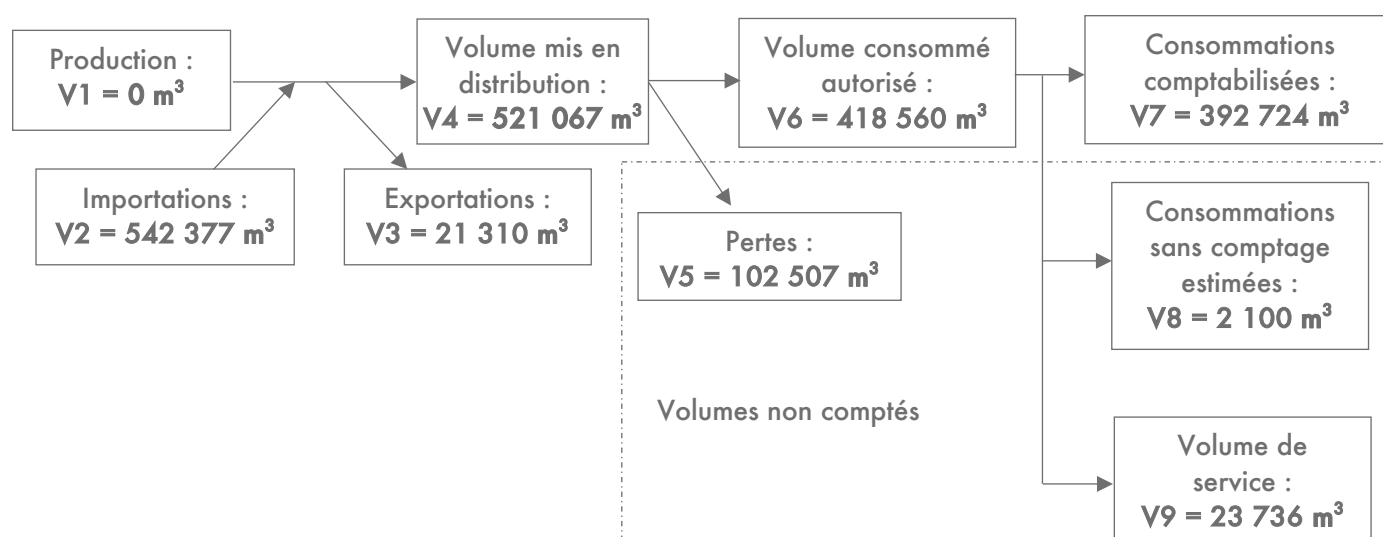 Production :
V1 = 0 m³
Volume mis en
distribution :
V4 = 521 067 m³
Volume consommé
autorisé :
V6 = 418 560 m³
Consommations
comptabilisées :
V7 = 392 724 m³
Importations :
V2 = 542 377 m³
Exportations :
V3 = 21 310 m³
Pertes :
V5 = 102 507 m³
Consommations
sans comptage
estimées :
V8 = 2 100 m³
Volumes non comptés
Volume de
service :
V9 = 23 736 m³